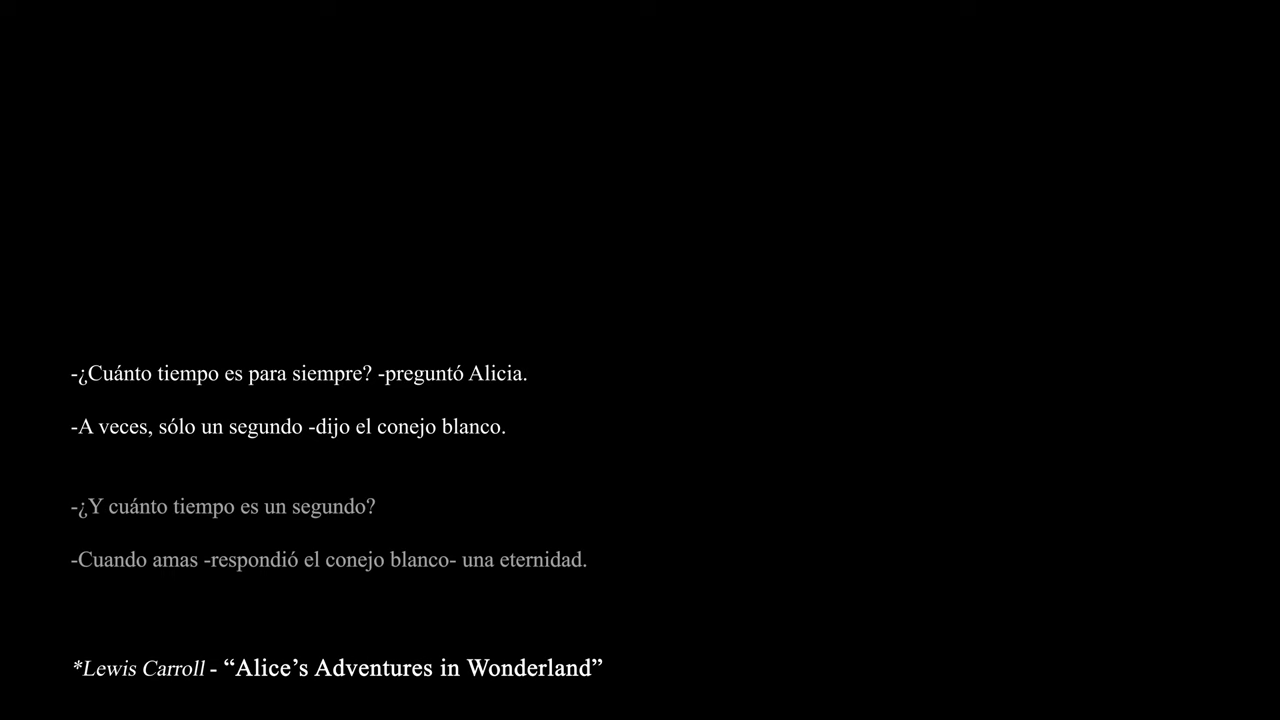 -¿Cuánto tiempo es para siempre? -preguntó Alicia.
-A veces, sólo un segundo -dijo el conejo blanco.
-¿Y cuánto tiempo es un segundo?
-Cuando amas -respondió el conejo blanco- una eternidad.
*Lewis Carroll - “Alice’s Adventures in Wonderland”